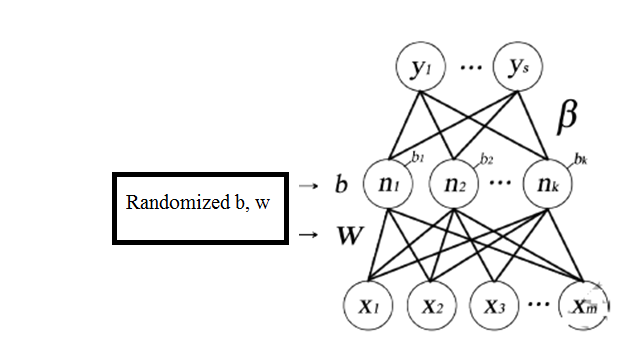 y1 ... ys
β
b1 b2 bk
Randomized b, w → b n1 n2 ... nk
→ W
x1 x2 x3 ... xm